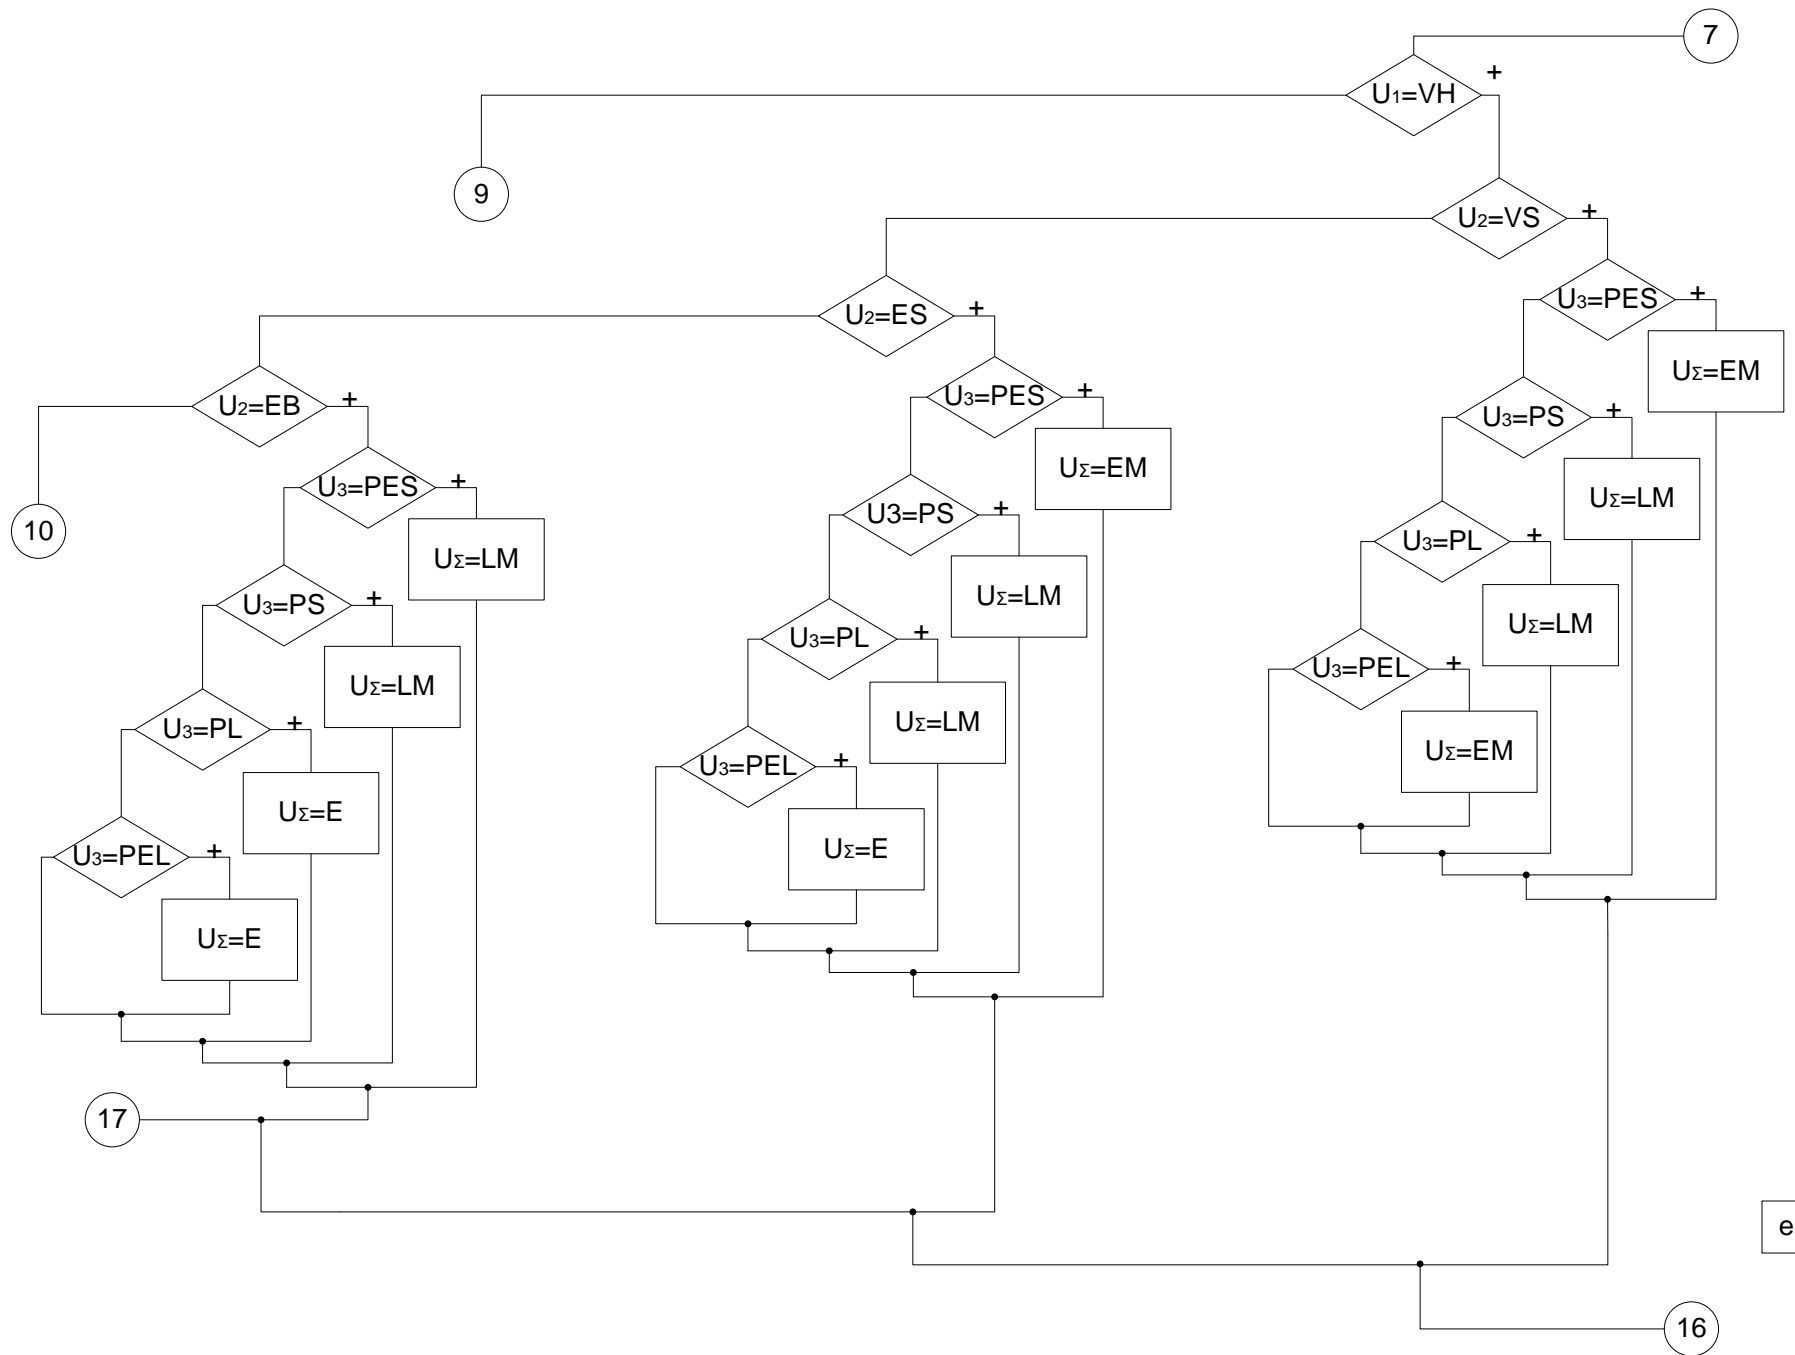 7
U1=VH
+
9
U2=VS
+
U2=ES
+
U3=PES
+
UΣ=EM
U2=EB
+
U3=PES
+
UΣ=EM
U3=PS
+
UΣ=LM
10
U3=PES
+
UΣ=LM
U3=PS
+
UΣ=LM
U3=PL
+
UΣ=LM
U3=PS
+
UΣ=LM
U3=PL
+
UΣ=LM
U3=PEL
+
UΣ=EM
U3=PL
+
UΣ=E
U3=PEL
+
UΣ=E
U3=PEL
+
UΣ=E
17
e
16